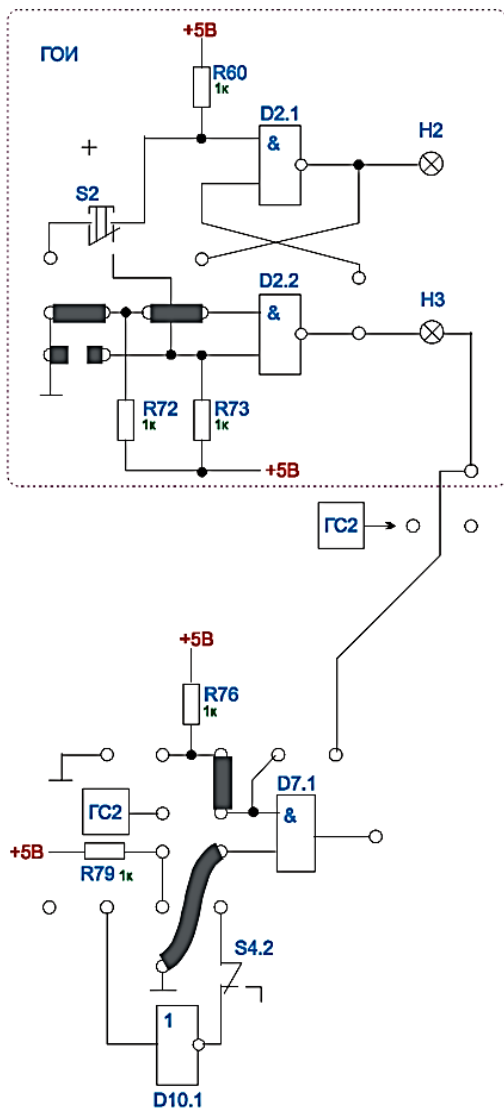 +5В
ГОИ
R60
1к
D2.1
&
H2
+
S2
D2.2
&
H3
R72
1к
R73
1к
+5В
ГС2
+5В
R76
1к
D7.1
&
ГС2
+5В
R79 1к
S4.2
1
D10.1